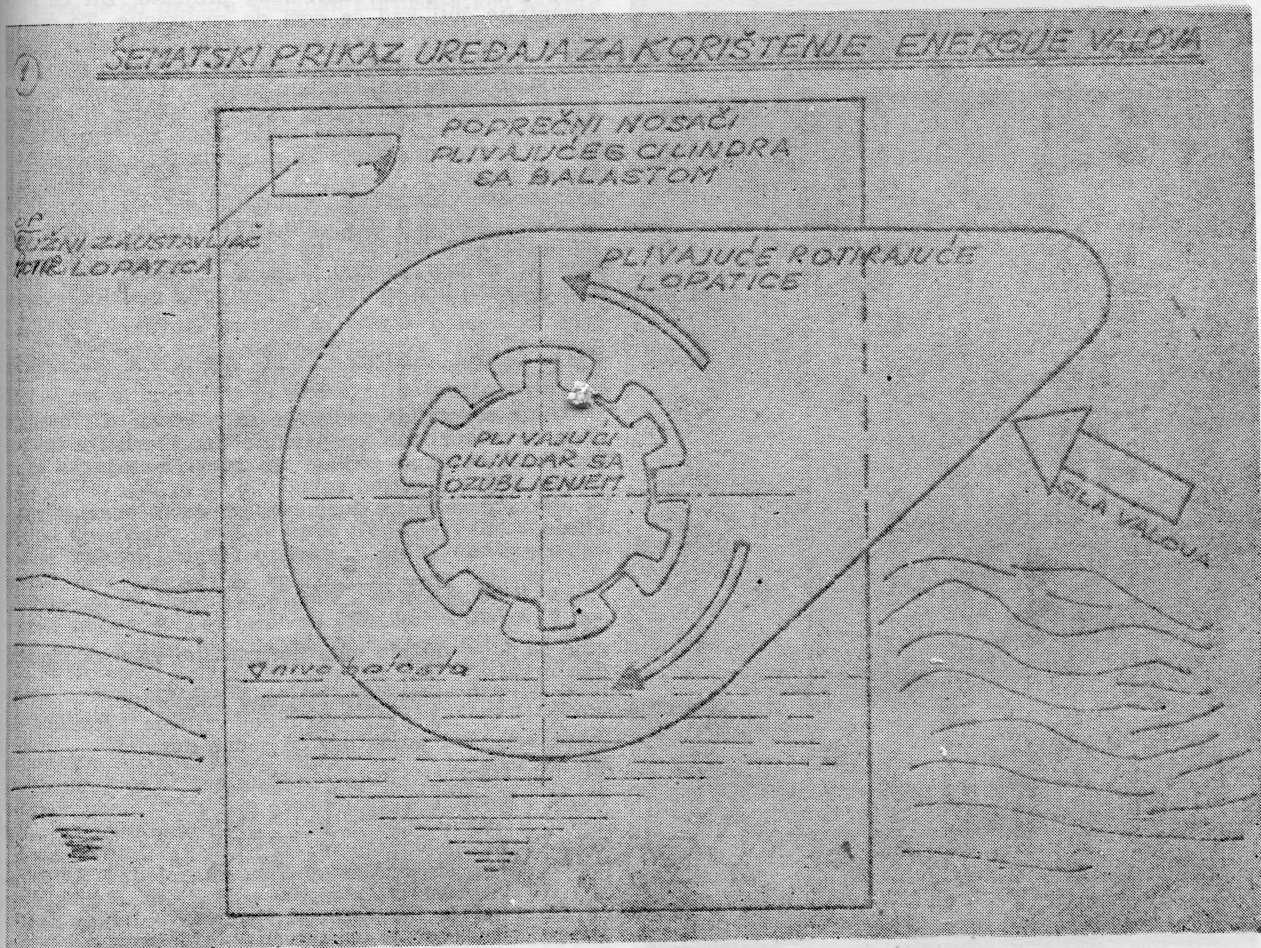 1
ŠEMATSKI PRIKAZ UREĐAJA ZA KORIŠTENJE ENERGIJE VALOVA
POPREČNI NOSAČI
PLIVAJUĆEG CILINDRA
SA BALASTOM
ZAUSTAVLJAČ
LOPATICA
PLIVAJUĆE ROTIRAJUĆE
LOPATICE
PLIVAJUĆI
CILINDAR SA
OZUBLJENJEM
SILA VALOVA
nivo balasta